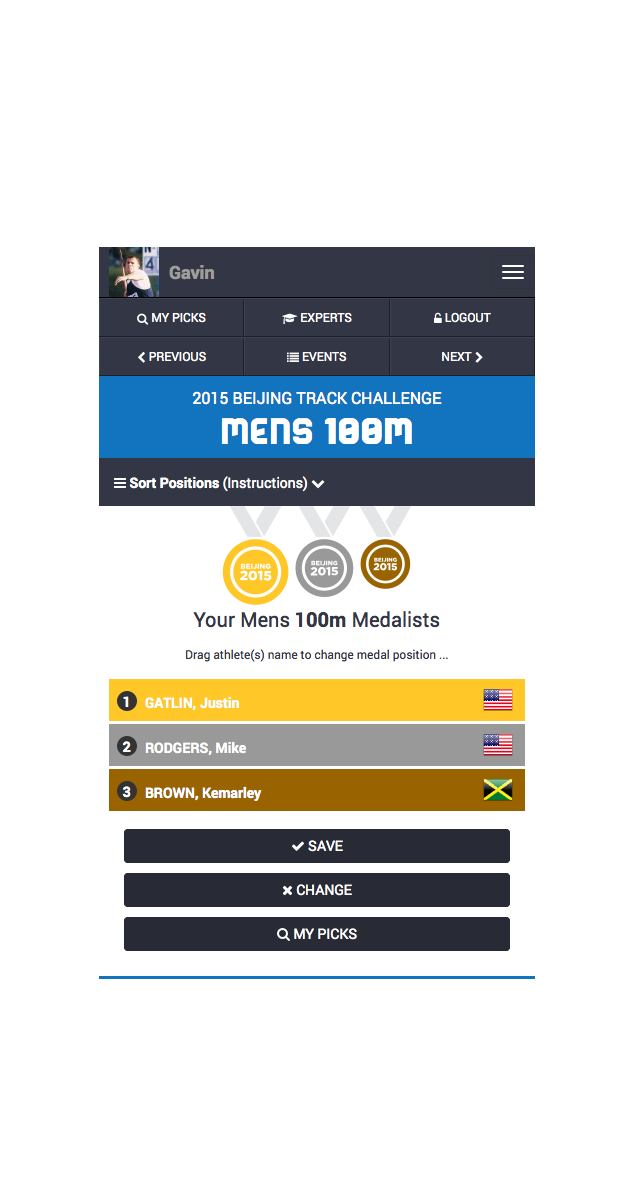 Gavin
MY PICKS
EXPERTS
LOGOUT
PREVIOUS
EVENTS
NEXT
2015 BEIJING TRACK CHALLENGE
MENS 100M
Sort Positions (Instructions)
BEIJING
2015
BEIJING
2015
BEIJING
2015
Your Mens 100m Medalists
Drag athlete(s) name to change medal position ...
1 GATLIN, Justin
2 RODGERS, Mike
3 BROWN, Kemarley
SAVE
CHANGE
MY PICKS